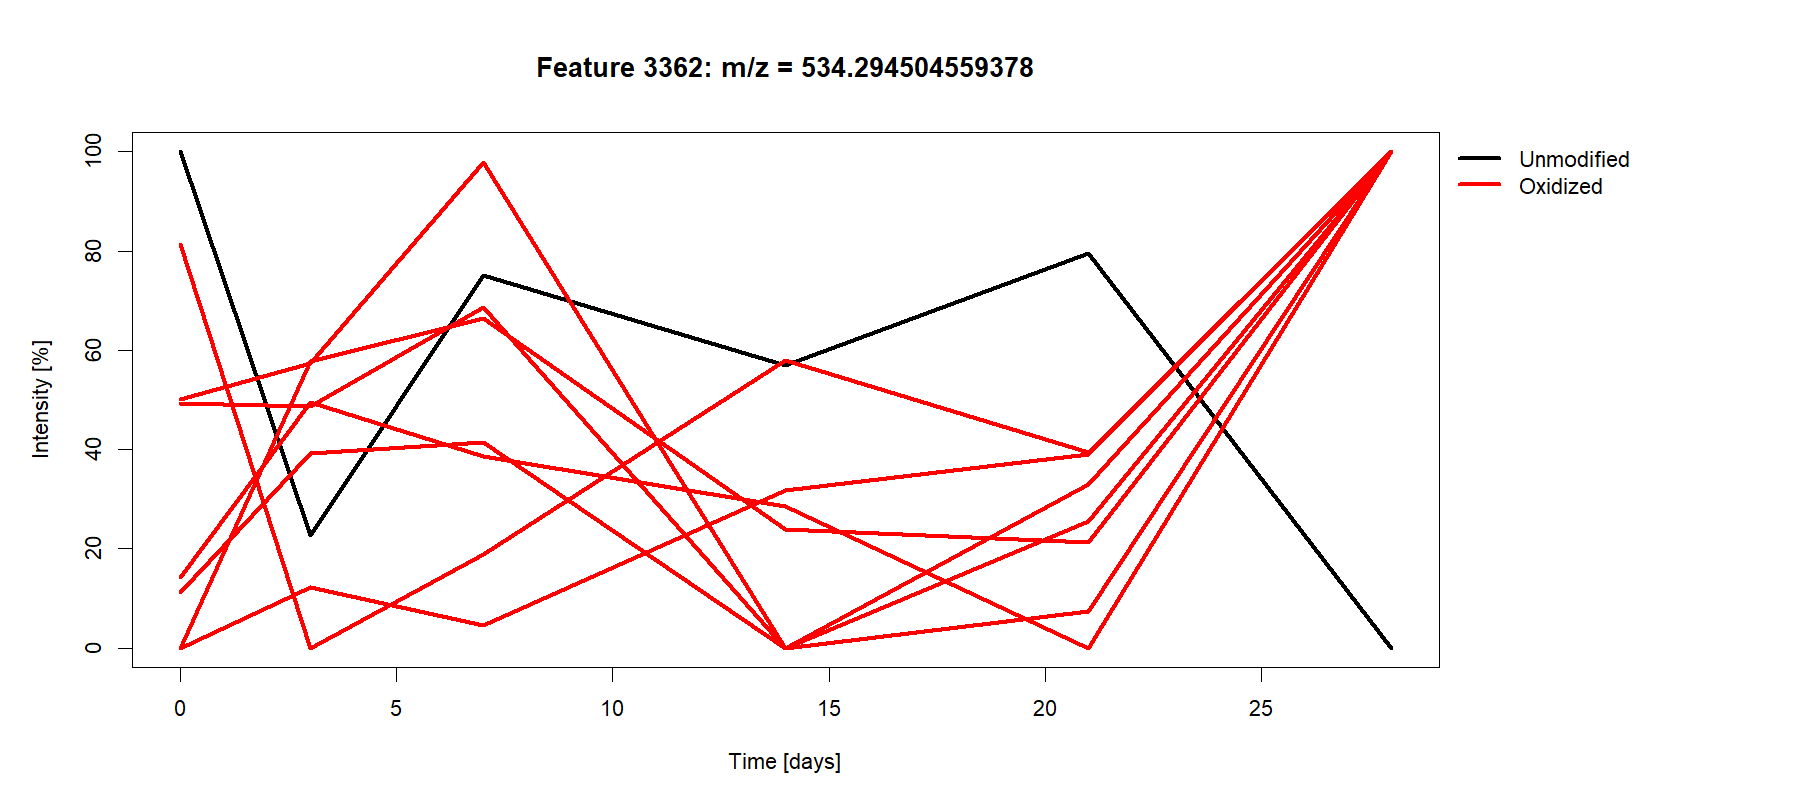 Feature 3362: m/z = 534.294504559378
Unmodified
Oxidized
Intensity [%]
100
80
60
40
20
0
0 5 10 15 20 25
Time [days]